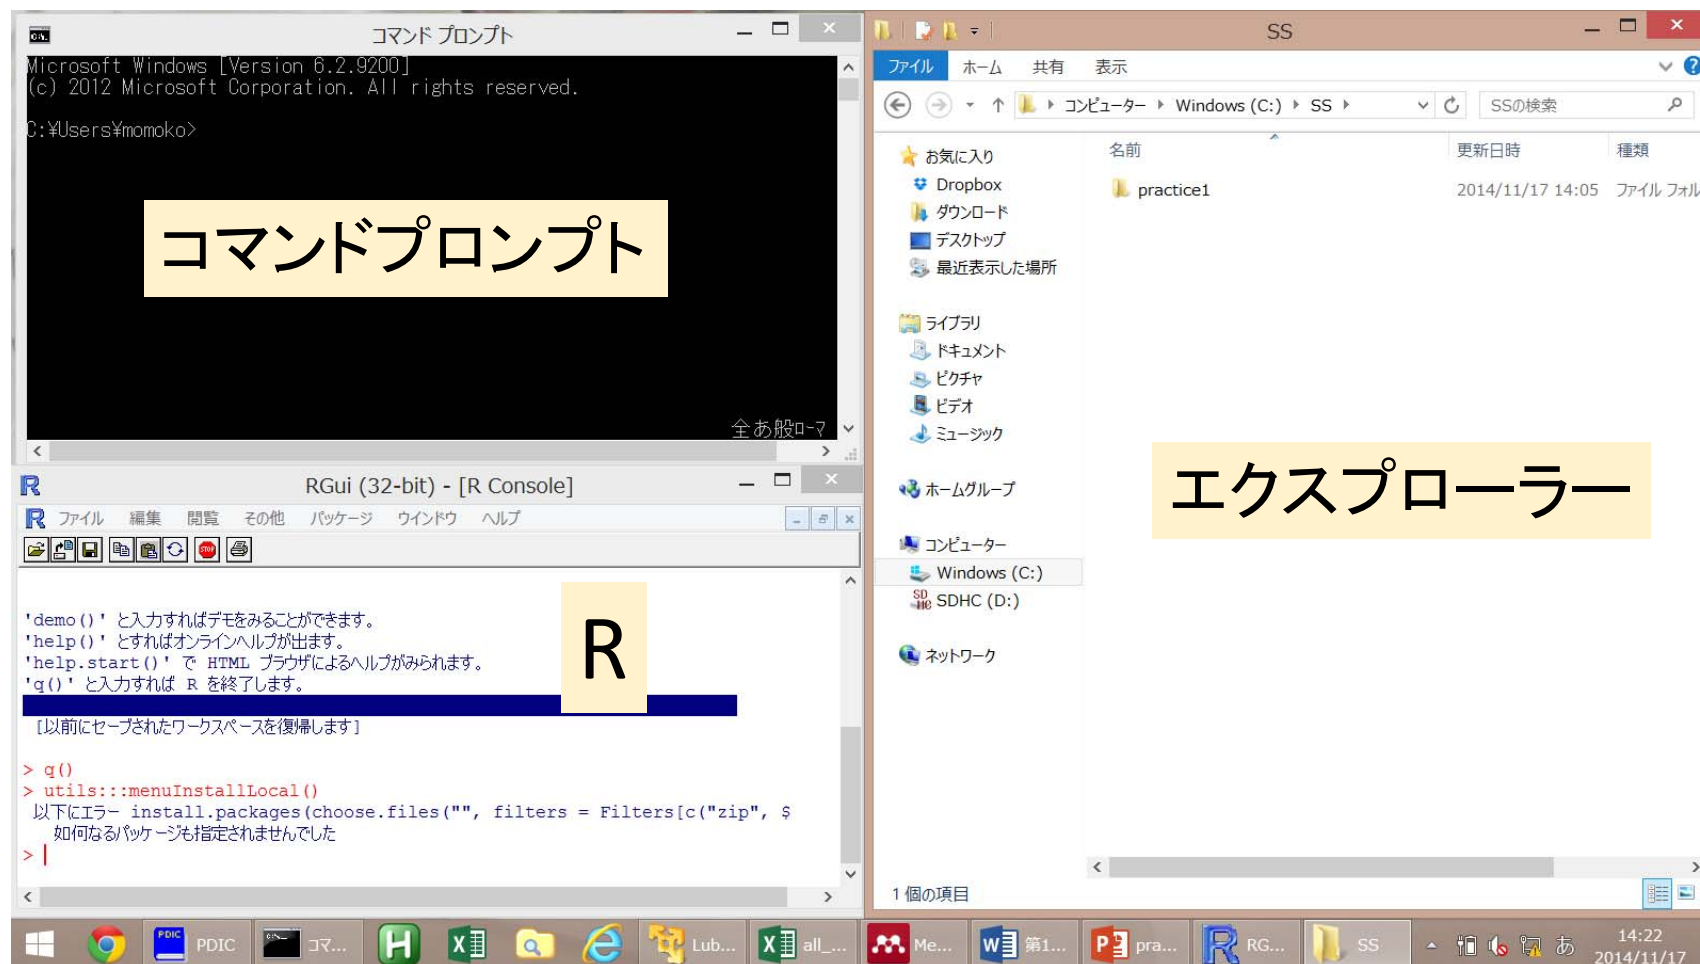 コマンド プロンプト
Microsoft Windows [Version 6.2.9200]
(c) 2012 Microsoft Corporation. All rights reserved.
C:¥Users¥momoko>
コマンドプロンプト
全あ般ローマ
RGui (32-bit) - [R Console]
ファイル 編集 閲覧 その他 パッケージ ウインドウ ヘルプ
STOP
'demo()' と入力すればデモをみることができます。
'help()' とすればオンラインヘルプが出ます。
'help.start()' で HTML ブラウザによるヘルプがみられます。
'q()' と入力すれば R を終了します。
R
[以前にセーブされたワークスペースを復帰します]
> q()
> utils:::menuInstallLocal()
以下にエラー install.packages(choose.files("", filters = Filters[c("zip", $
如何なるパッケージも指定されませんでした
>
SS
ファイル ホーム 共有 表示
コンピューター Windows (C:) SS SSの検索
名前 更新日時 種類
practice1 2014/11/17 14:05 ファイル フォル
お気に入り
Dropbox
ダウンロード
デスクトップ
最近表示した場所
ライブラリ
ドキュメント
ピクチャ
ビデオ
ミュージック
ホームグループ
コンピューター
Windows (C:)
SDHC (D:)
ネットワーク
エクスプローラー
1 個の項目
PDIC PDIC コマ... Lub... all_... Me... 第1... pra... RG... SS あ 14:22
2014/11/17